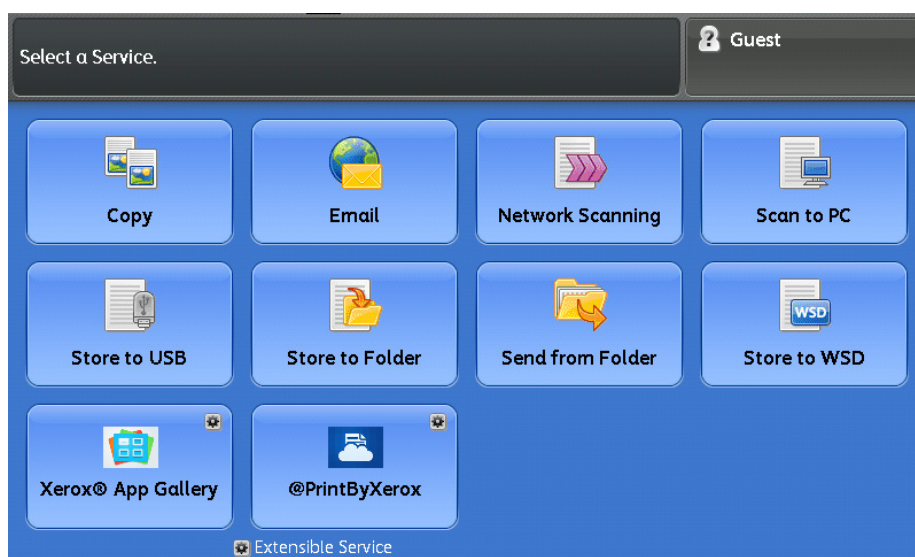 Select a Service.
Guest
Copy
Email
Network Scanning
Scan to PC
Store to USB
Store to Folder
Send from Folder
WSD
Store to WSD
Xerox® App Gallery
@PrintByXerox
Extensible Service